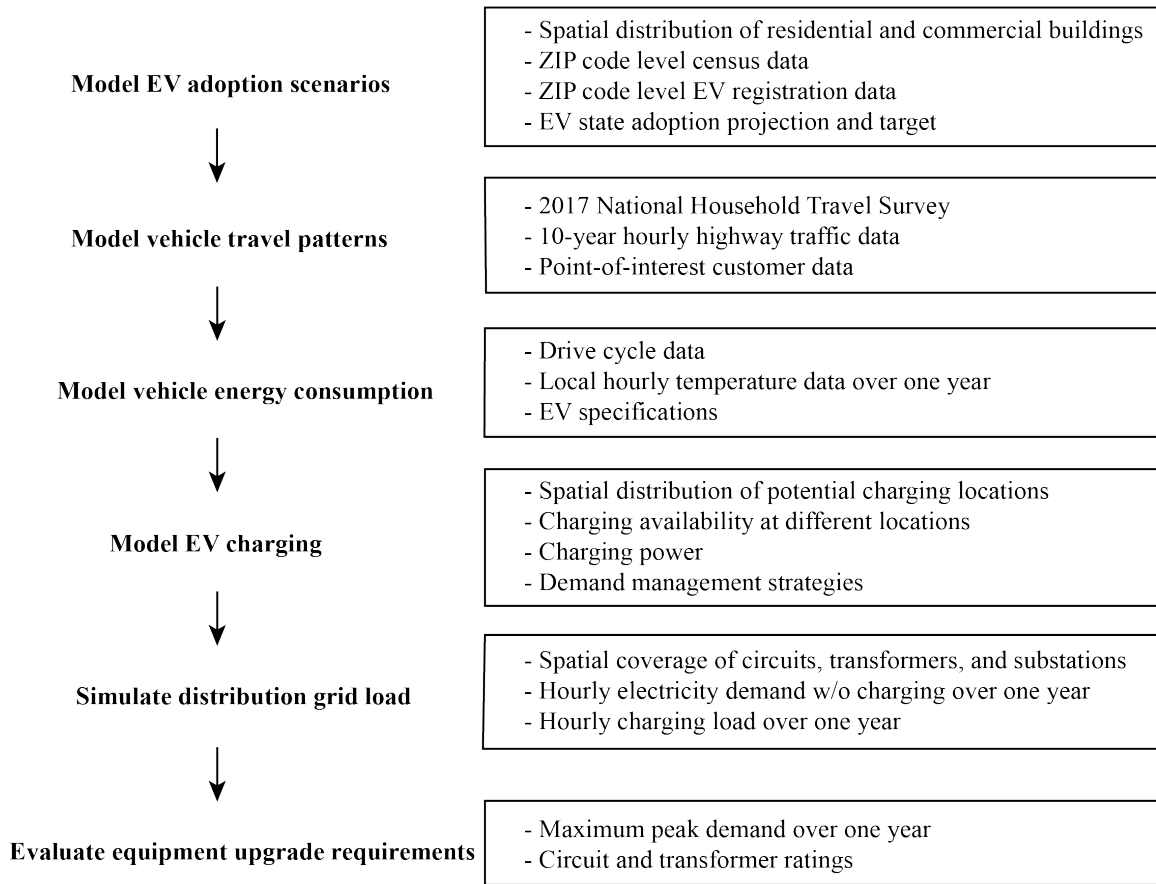 Model EV adoption scenarios
- Spatial distribution of residential and commercial buildings
- ZIP code level census data
- ZIP code level EV registration data
- EV state adoption projection and target
Model vehicle travel patterns
- 2017 National Household Travel Survey
- 10-year hourly highway traffic data
- Point-of-interest customer data
Model vehicle energy consumption
- Drive cycle data
- Local hourly temperature data over one year
- EV specifications
Model EV charging
- Spatial distribution of potential charging locations
- Charging availability at different locations
- Charging power
- Demand management strategies
Simulate distribution grid load
- Spatial coverage of circuits, transformers, and substations
- Hourly electricity demand w/o charging over one year
- Hourly charging load over one year
Evaluate equipment upgrade requirements
- Maximum peak demand over one year
- Circuit and transformer ratings